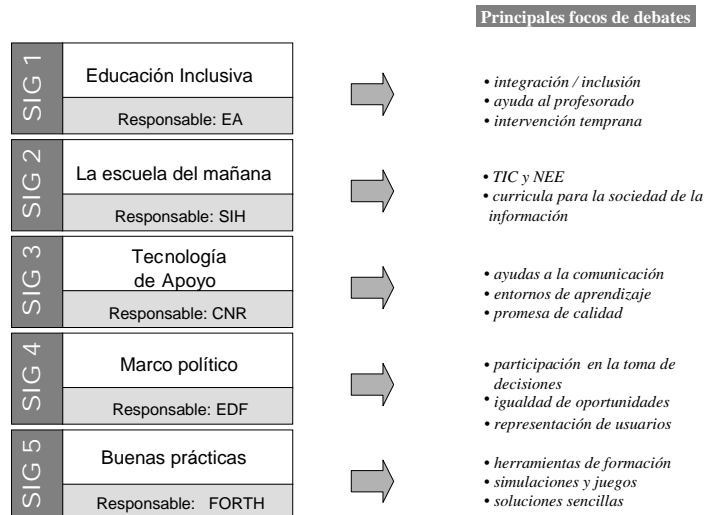 Principales focos de debates
SIG 1
Educación Inclusiva
Responsable: EA
• integración / inclusión
• ayuda al profesorado
• intervención temprana
SIG 2
La escuela del mañana
Responsable: SIH
• TIC y NEE
• curricula para la sociedad de la
información
SIG 3
Tecnología
de Apoyo
Responsable: CNR
• ayudas a la comunicación
• entornos de aprendizaje
• promesa de calidad
SIG 4
Marco político
Responsable: EDF
• participación en la toma de
decisiones
• igualdad de oportunidades
• representación de usuarios
SIG 5
Buenas prácticas
Responsable: FORTH
• herramientas de formación
• simulaciones y juegos
• soluciones sencillas